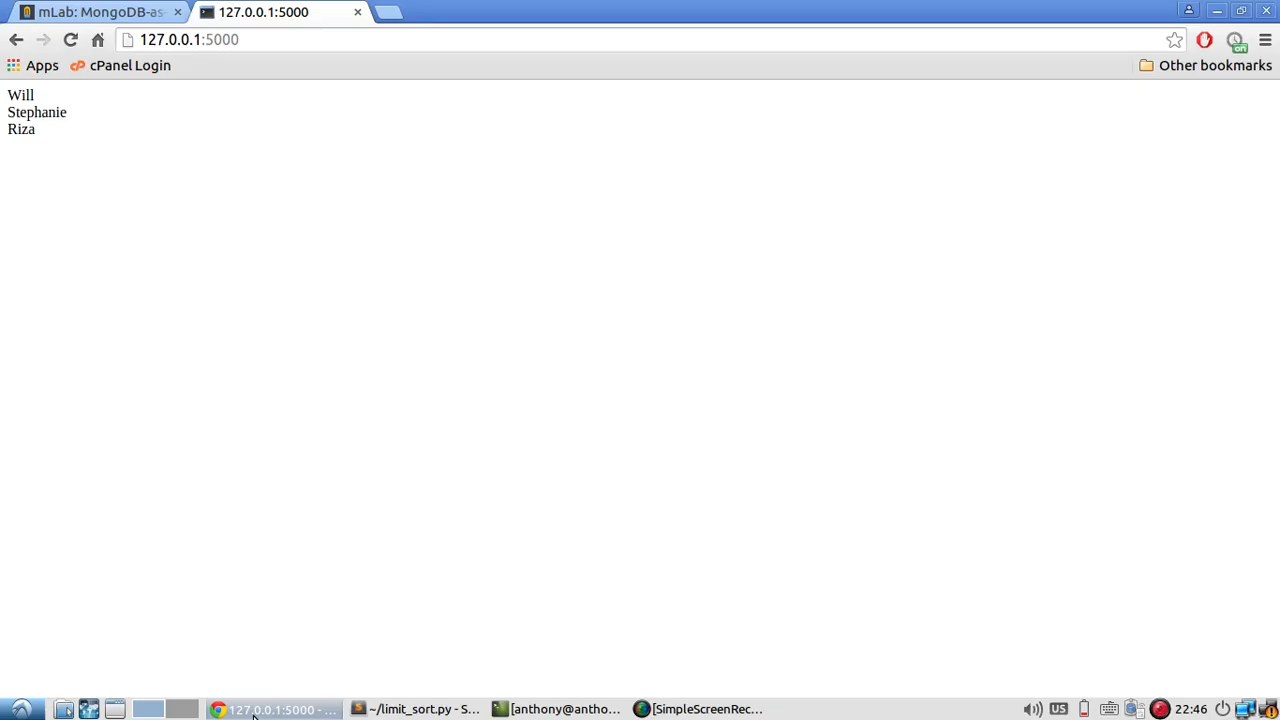 mLab: MongoDB-as-
127.0.0.1:5000
127.0.0.1:5000
on
Apps
cPanel Login
Other bookmarks
Will
Stephanie
Riza
127.0.0.1:5000 - ...
~/limit_sort.py - S...
[anthony@antho...
[SimpleScreenRec...
US
22:46